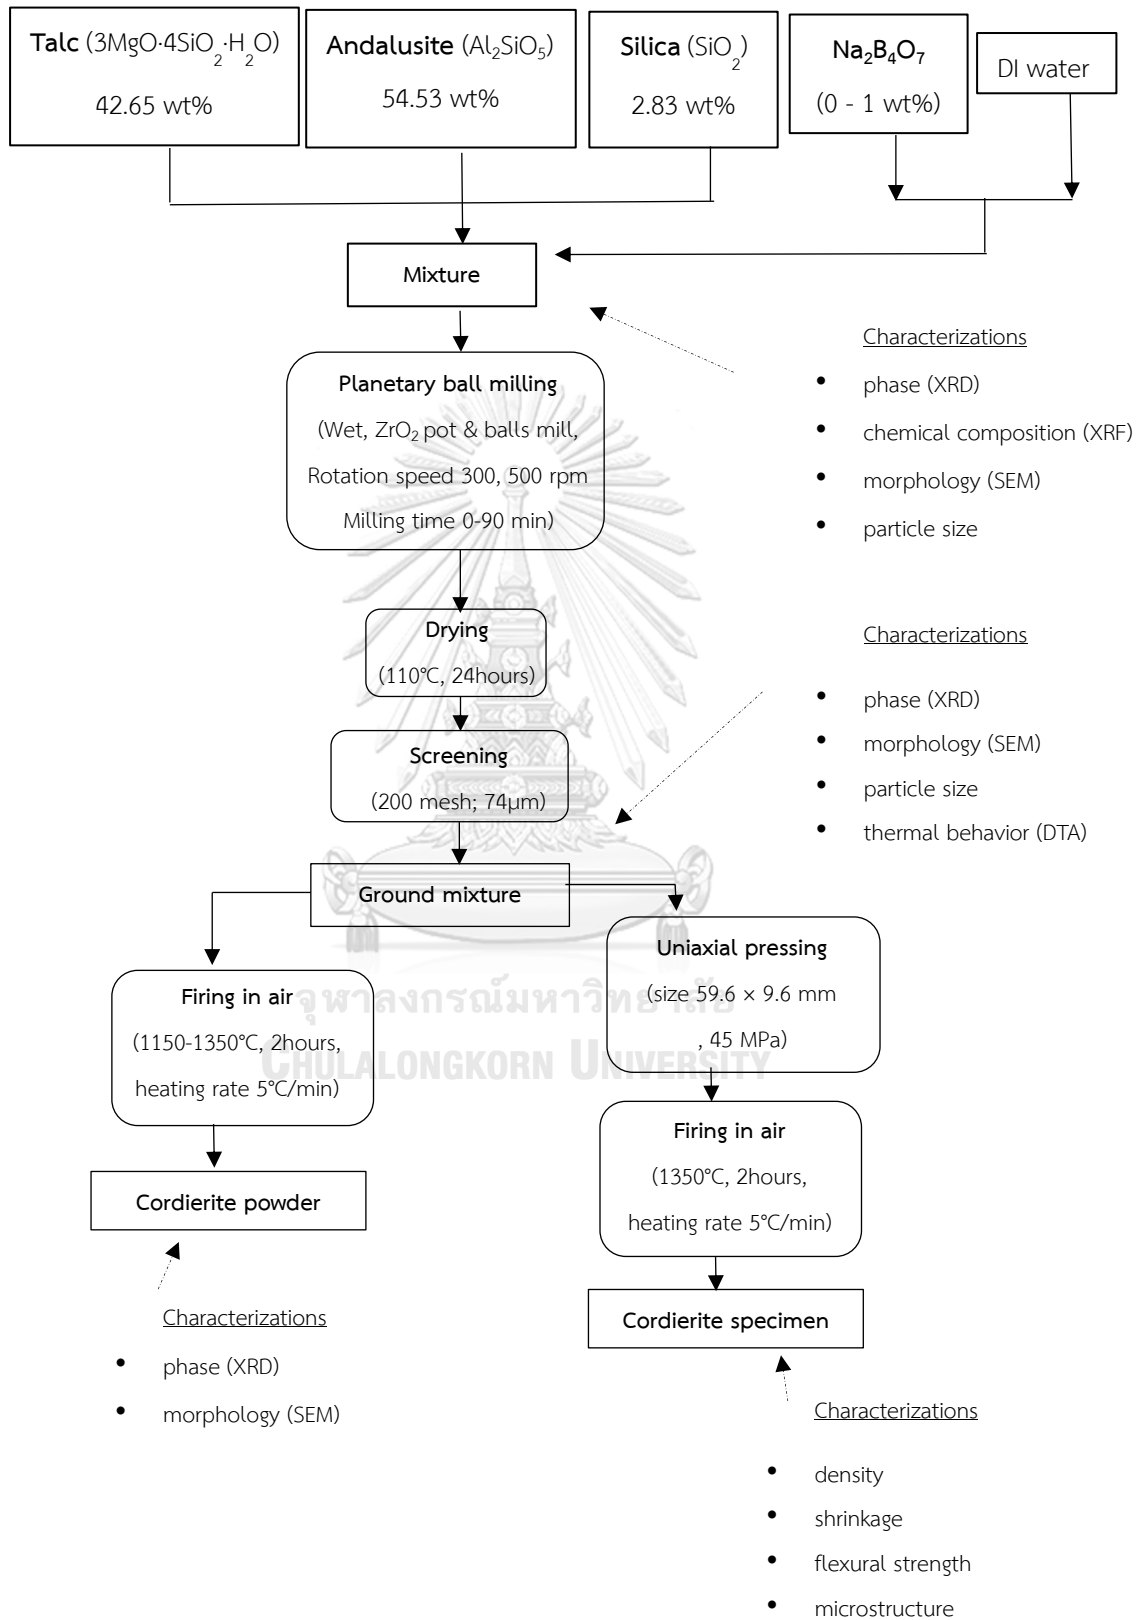 Talc (3MgO·4SiO₂·H₂O)
42.65 wt%
Andalusite (Al₂SiO₅)
54.53 wt%
Silica (SiO₂)
2.83 wt%
Na₂B₄O₇
(0 - 1 wt%)
DI water
Mixture
Characterizations
• phase (XRD)
• chemical composition (XRF)
• morphology (SEM)
• particle size
Planetary ball milling
(Wet, ZrO₂ pot & balls mill,
Rotation speed 300, 500 rpm
Milling time 0-90 min)
Drying
(110°C, 24hours)
Screening
(200 mesh; 74µm)
Characterizations
• phase (XRD)
• morphology (SEM)
• particle size
• thermal behavior (DTA)
Ground mixture
Firing in air
(1150-1350°C, 2hours,
heating rate 5°C/min)
Uniaxial pressing
(size 59.6 × 9.6 mm
, 45 MPa)
จุฬาลงกรณ์มหาวิทยาลัย
CHULALONGKORN UNIVERSITY
Firing in air
(1350°C, 2hours,
heating rate 5°C/min)
Cordierite powder
Cordierite specimen
Characterizations
• phase (XRD)
• morphology (SEM)
Characterizations
• density
• shrinkage
• flexural strength
• microstructure